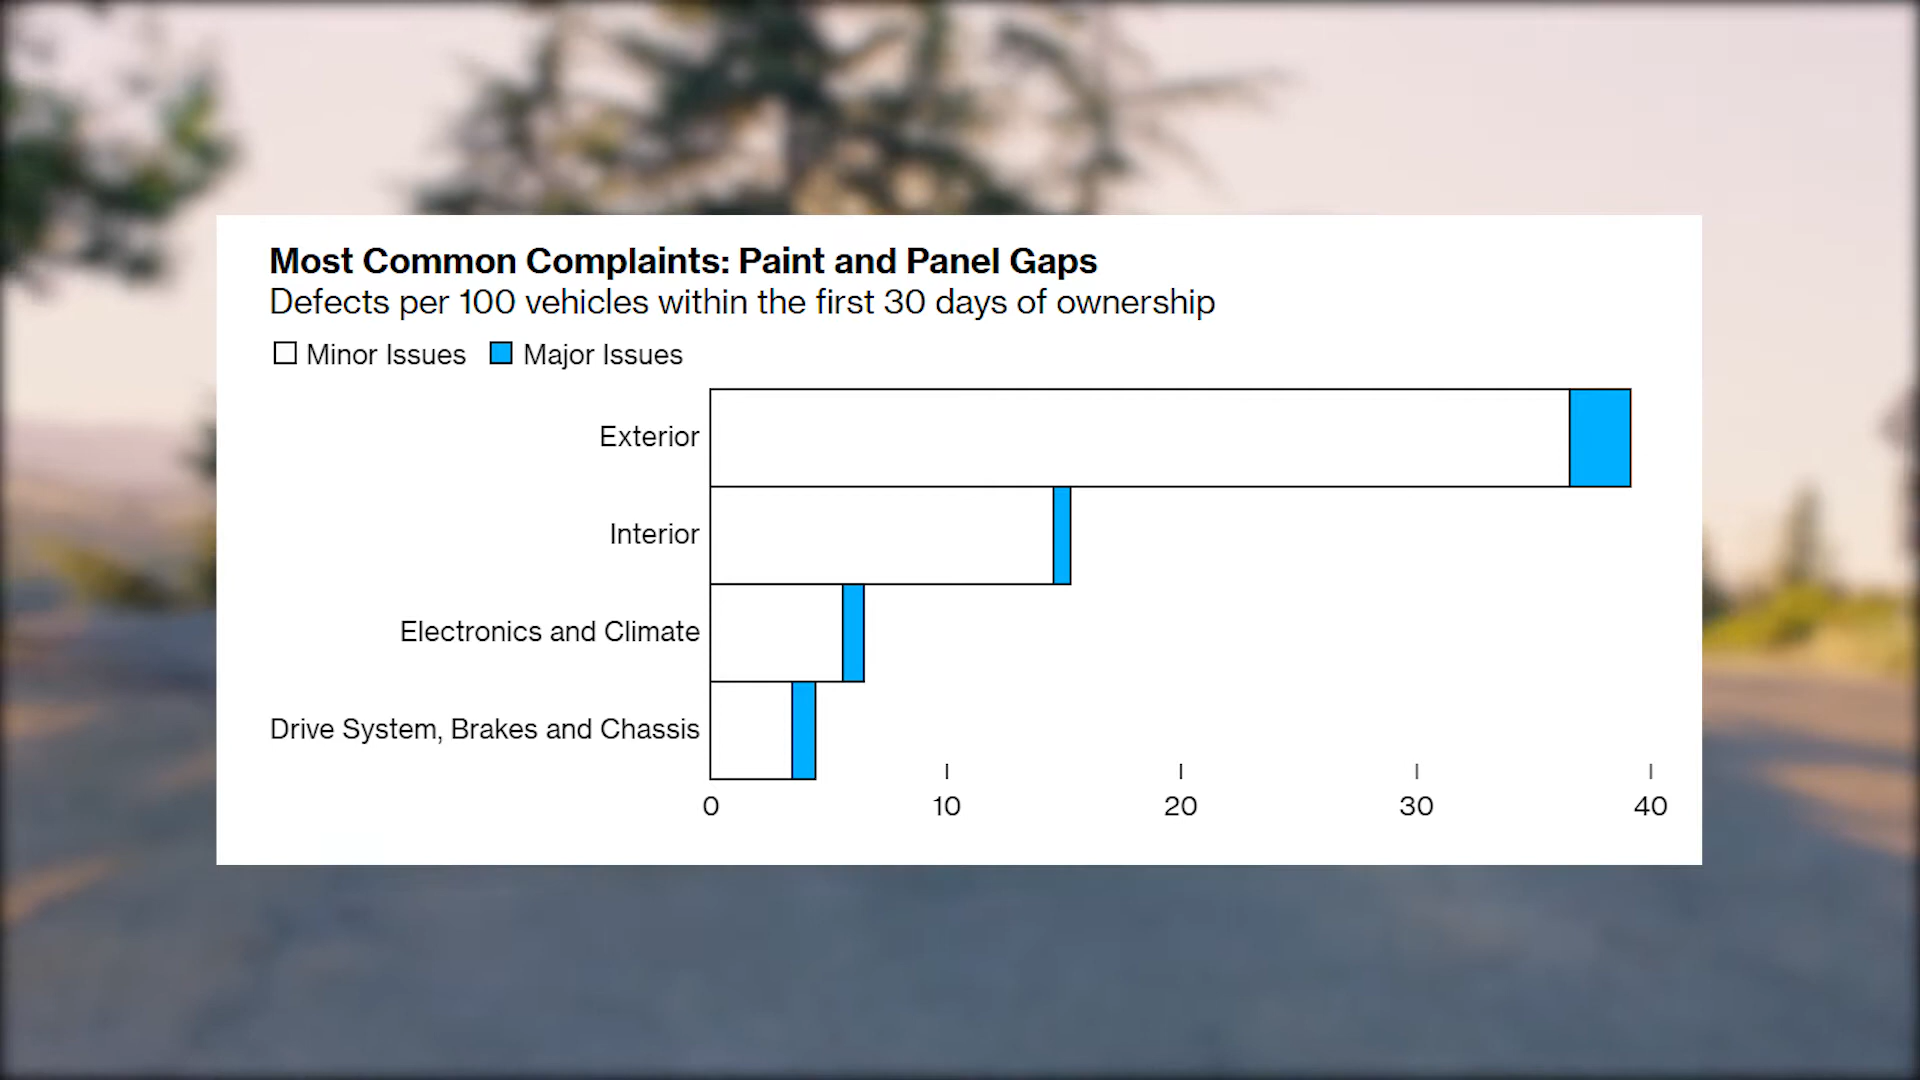 Most Common Complaints: Paint and Panel Gaps
Defects per 100 vehicles within the first 30 days of ownership
Minor Issues Major Issues
Exterior
Interior
Electronics and Climate
Drive System, Brakes and Chassis
0 10 20 30 40